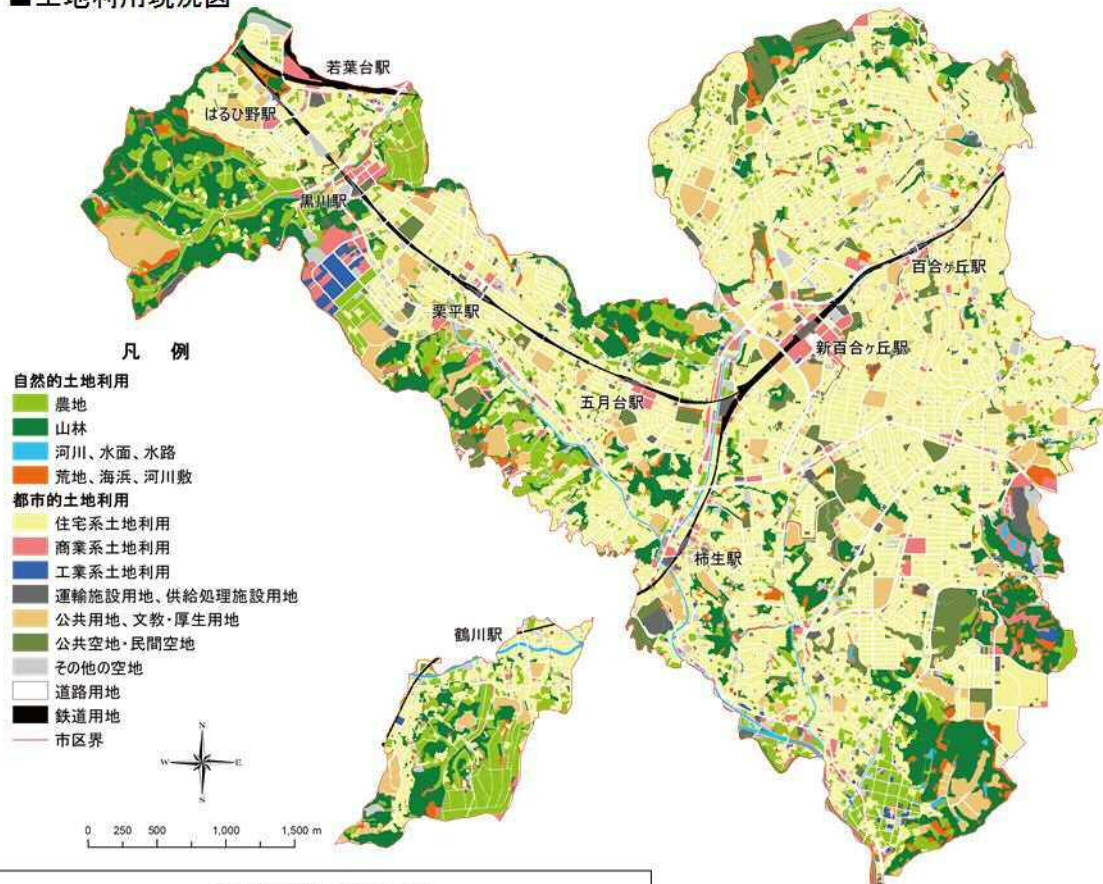 ■土地利用現況図
若葉台駅
はるひ野駅
黒川駅
百合ヶ丘駅
栗平駅
新百合ヶ丘駅
五月台駅
柿生駅
鶴川駅
凡 例
自然的土地利用
農地
山林
河川、水面、水路
荒地、海浜、河川敷
都市的土地利用
住宅系土地利用
商業系土地利用
工業系土地利用
運輸施設用地、供給処理施設用地
公共用地、文教・厚生用地
公共空地・民間空地
その他の空地
道路用地
鉄道用地
市区界
N
W E
S
0 250 500 1,000 1,500 m